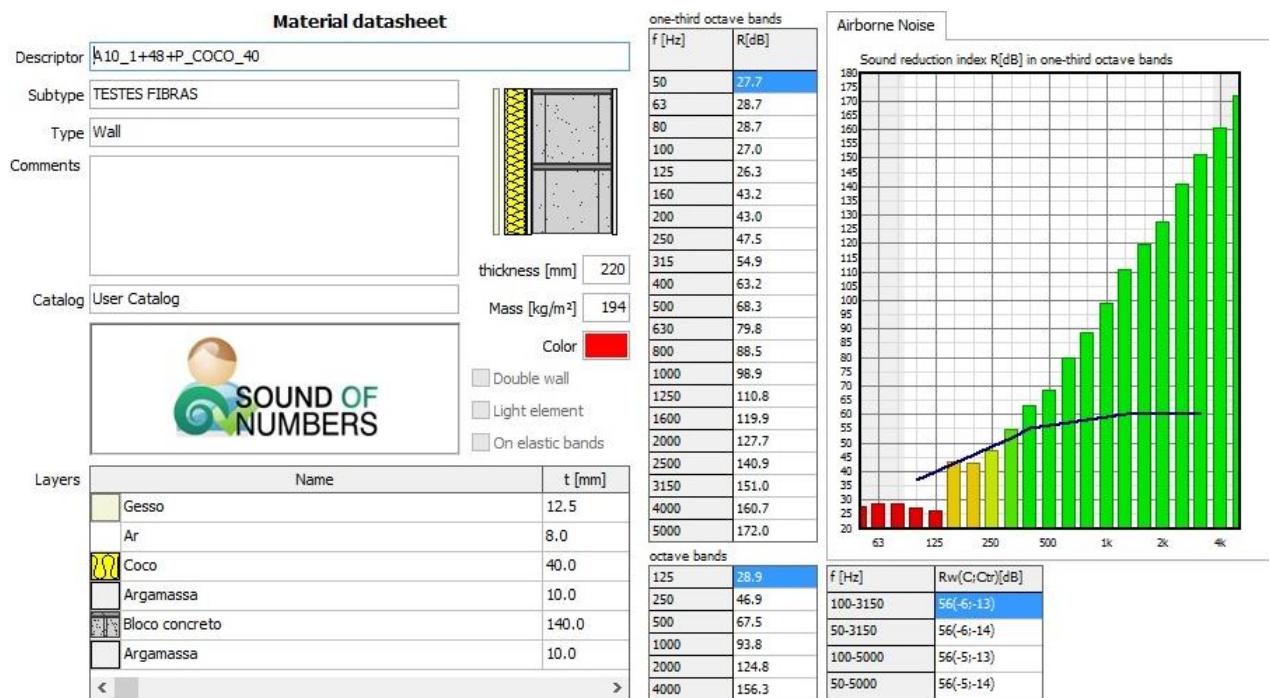 Material datasheet
Descriptor A10_1+48+P_COCO_40
Subtype TESTES FIBRAS
Type Wall
Comments
thickness [mm] 220
Catalog User Catalog
Mass [kg/m²] 194
Color
SOUND OF
NUMBERS
Double wall
Light element
On elastic bands
Layers
Name t [mm]
Gesso 12.5
Ar 8.0
Coco 40.0
Argamassa 10.0
Bloco concreto 140.0
Argamassa 10.0
< >
one-third octave bands
f [Hz] R[dB]
50 27.7
63 28.7
80 28.7
100 27.0
125 26.3
160 43.2
200 43.0
250 47.5
315 54.9
400 63.2
500 68.3
630 79.8
800 88.5
1000 98.9
1250 110.8
1600 119.9
2000 127.7
2500 140.9
3150 151.0
4000 160.7
5000 172.0
octave bands
125 28.9
250 46.9
500 67.5
1000 93.8
2000 124.8
4000 156.3
Airborne Noise
Sound reduction index R[dB] in one-third octave bands
180
175
170
165
160
155
150
145
140
135
130
125
120
115
110
105
100
95
90
85
80
75
70
65
60
55
50
45
40
35
30
25
20
63 125 250 500 1k 2k 4k
f [Hz] Rw(C;Ctr)[dB]
100-3150 56(-6;-13)
50-3150 56(-6;-14)
100-5000 56(-5;-13)
50-5000 56(-5;-14)